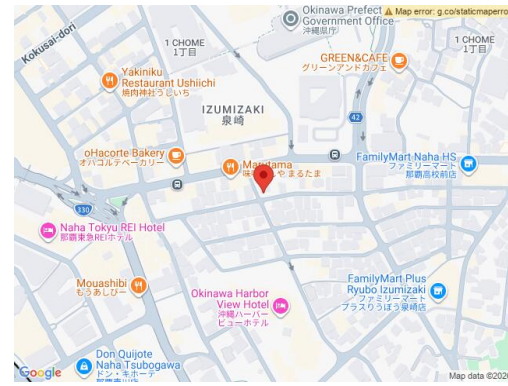 Okinawa Prefect
Government Office
沖縄県庁
Map error: g.co/staticmaperro
Kokusai-dori
1 CHOME
1丁目
1 CHOME
1丁目
GREEN&CAFE
グリーンアンドカフェ
Yakiniku
Restaurant Ushiichi
焼肉神社うしいち
IZUMIZAKI
泉崎
42
oHacorte Bakery
オハコルテベーカリー
Marutama
まるたま
FamilyMart Naha HS
ファミリーマート
那覇高校前店
330
Naha Tokyu REI Hotel
那覇東急REIホテル
Mouashibi
もうあしびー
Okinawa Harbor
View Hotel
沖縄ハーバー
ビューホテル
FamilyMart Plus
Ryubo Izumizaki
ファミリーマート
プラスりうぼう泉崎店
Don Quijote
Naha Tsubogawa
ドン・キホーテ
Google
Map data ©2026